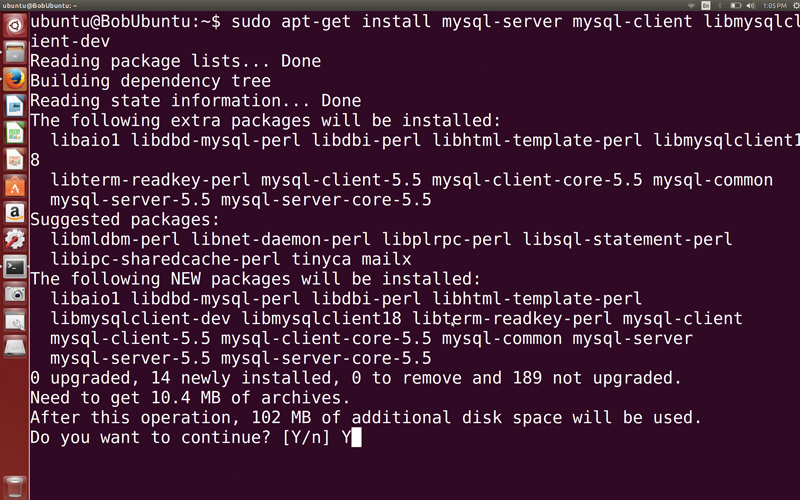 ubuntu@BobUbuntu: ~
En
1:05 PM
ubuntu@BobUbuntu:~$ sudo apt-get install mysql-server mysql-client libmysqlcl
ient-dev
Reading package lists... Done
Building dependency tree
Reading state information... Done
The following extra packages will be installed:
libaio1 libdbd-mysql-perl libdbi-perl libhtml-template-perl libmysqlclient1
8
libterm-readkey-perl mysql-client-5.5 mysql-client-core-5.5 mysql-common
mysql-server-5.5 mysql-server-core-5.5
Suggested packages:
libmldbm-perl libnet-daemon-perl libplrpc-perl libsql-statement-perl
libipc-sharedcache-perl tinyca mailx
The following NEW packages will be installed:
libaio1 libdbd-mysql-perl libdbi-perl libhtml-template-perl
libmysqlclient-dev libmysqlclient18 libterm-readkey-perl mysql-client
mysql-client-5.5 mysql-client-core-5.5 mysql-common mysql-server
mysql-server-5.5 mysql-server-core-5.5
0 upgraded, 14 newly installed, 0 to remove and 189 not upgraded.
Need to get 10.4 MB of archives.
After this operation, 102 MB of additional disk space will be used.
Do you want to continue? [Y/n] Y